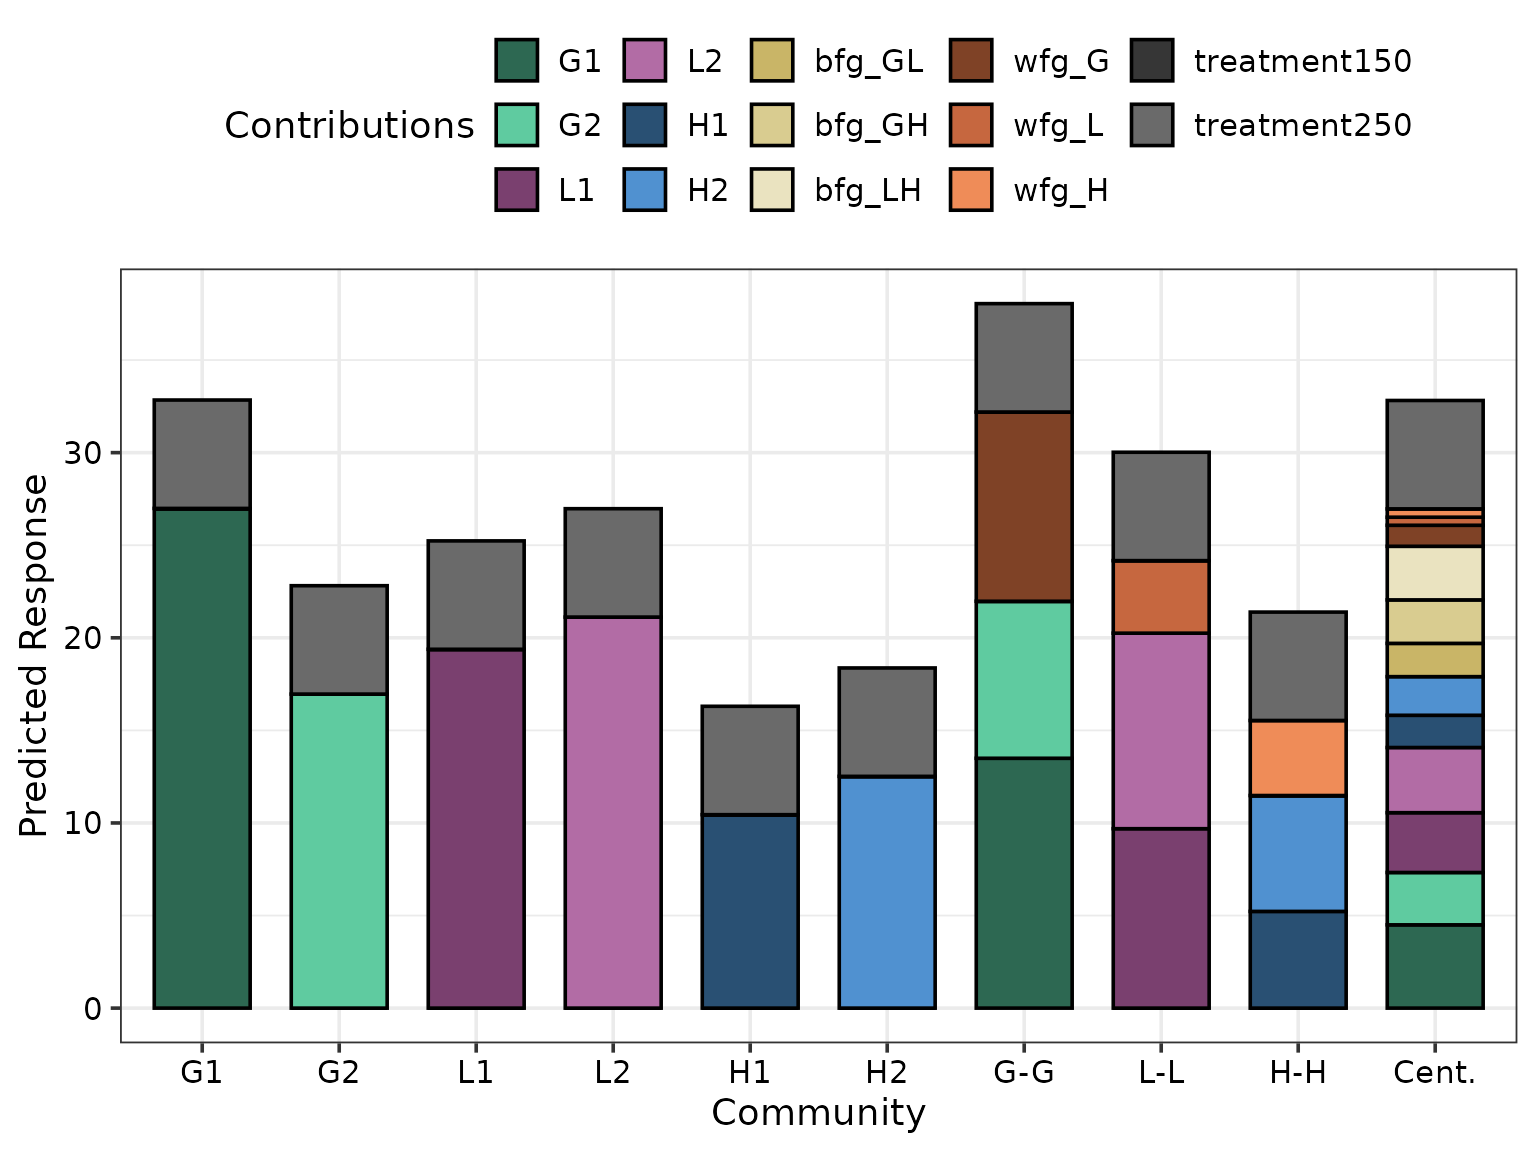 G1 L2 bfg_GL wfg_G treatment150
Contributions G2 H1 bfg_GH wfg_L treatment250
L1 H2 bfg_LH wfg_H
Predicted Response
30
20
10
0
G1 G2 L1 L2 H1 H2 G-G L-L H-H Cent.
Community